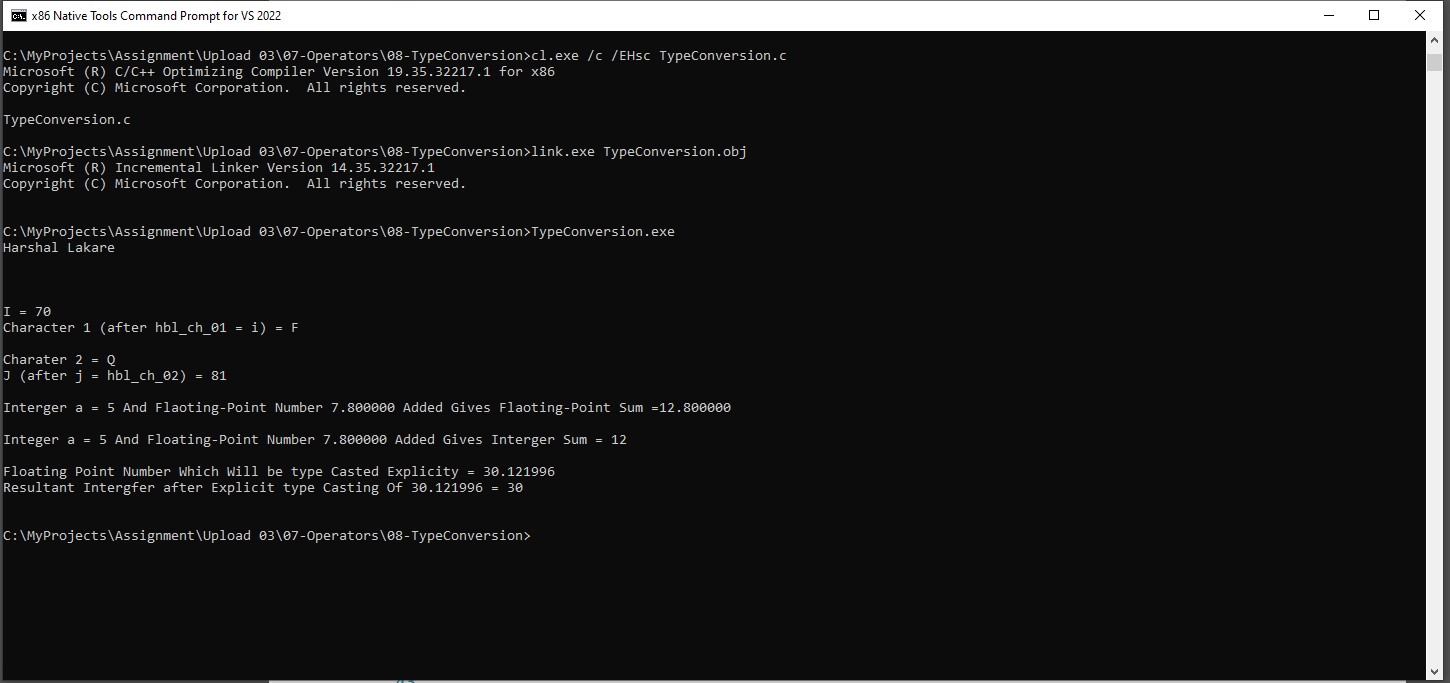 x86 Native Tools Command Prompt for VS 2022
C:\MyProjects\Assignment\Upload 03\07-Operators\08-TypeConversion>cl.exe /c /EHsc TypeConversion.c
Microsoft (R) C/C++ Optimizing Compiler Version 19.35.32217.1 for x86
Copyright (C) Microsoft Corporation.  All rights reserved.
TypeConversion.c
C:\MyProjects\Assignment\Upload 03\07-Operators\08-TypeConversion>link.exe TypeConversion.obj
Microsoft (R) Incremental Linker Version 14.35.32217.1
Copyright (C) Microsoft Corporation.  All rights reserved.
C:\MyProjects\Assignment\Upload 03\07-Operators\08-TypeConversion>TypeConversion.exe
Harshal Lakare
I = 70
Character 1 (after hbl_ch_01 = i) = F
Charater 2 = Q
J (after j = hbl_ch_02) = 81
Interger a = 5 And Flaoting-Point Number 7.800000 Added Gives Flaoting-Point Sum =12.800000
Integer a = 5 And Floating-Point Number 7.800000 Added Gives Interger Sum = 12
Floating Point Number Which Will be type Casted Explicity = 30.121996
Resultant Intergfer after Explicit type Casting Of 30.121996 = 30
C:\MyProjects\Assignment\Upload 03\07-Operators\08-TypeConversion>